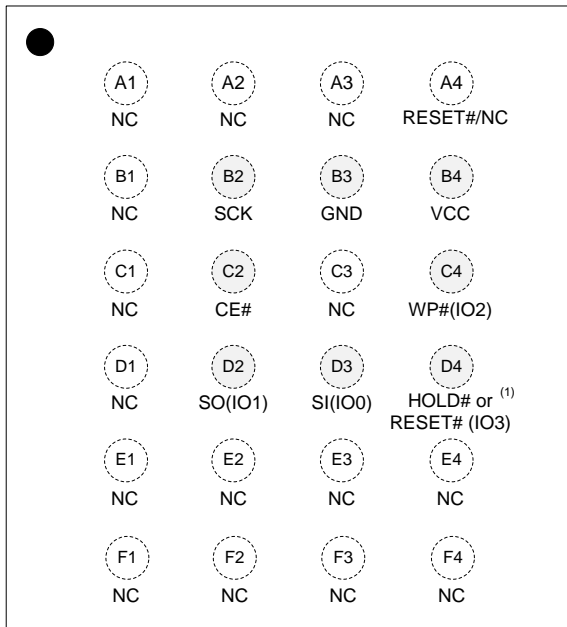 A1 A2 A3 A4
NC NC NC RESET#/NC
B1 B2 B3 B4
NC SCK GND VCC
C1 C2 C3 C4
NC CE# NC WP#(IO2)
D1 D2 D3 D4
NC SO(IO1) SI(IO0) HOLD# or (1)
RESET# (IO3)
E1 E2 E3 E4
NC NC NC NC
F1 F2 F3 F4
NC NC NC NC